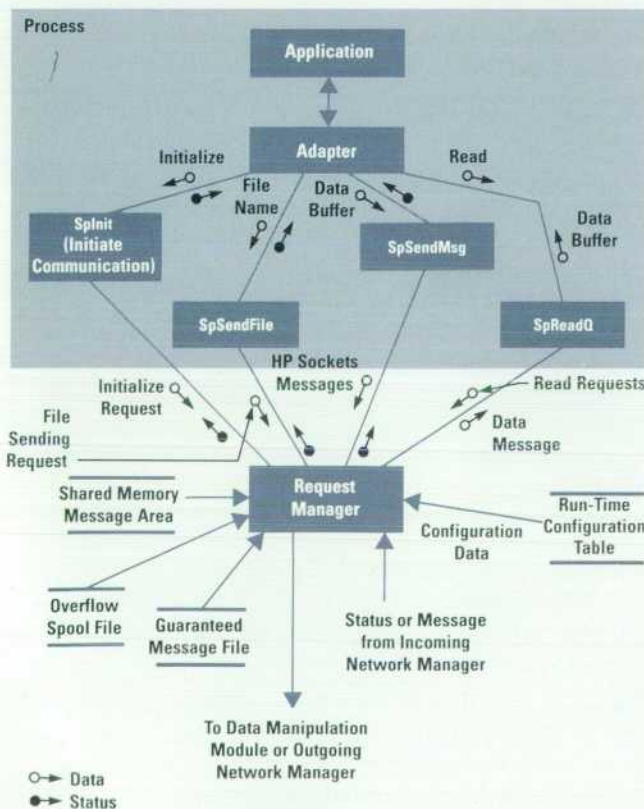 Process
Application
Adapter
Initialize
Read
File
Name
Data
Buffer
Data
Buffer
SpInit
(Initiate
Communication)
SpSendMsg
SpSendFile
SpReadQ
HP Sockets
Messages
Initialize
Request
Read Requests
File
Sending
Request
Data
Message
Shared Memory
Message Area
Request
Manager
Configuration
Data
Run-Time
Configuration
Table
Overflow
Spool File
Guaranteed
Message File
Status or Message
from Incoming
Network Manager
To Data Manipulation
Module or Outgoing
Network Manager
Data
Status